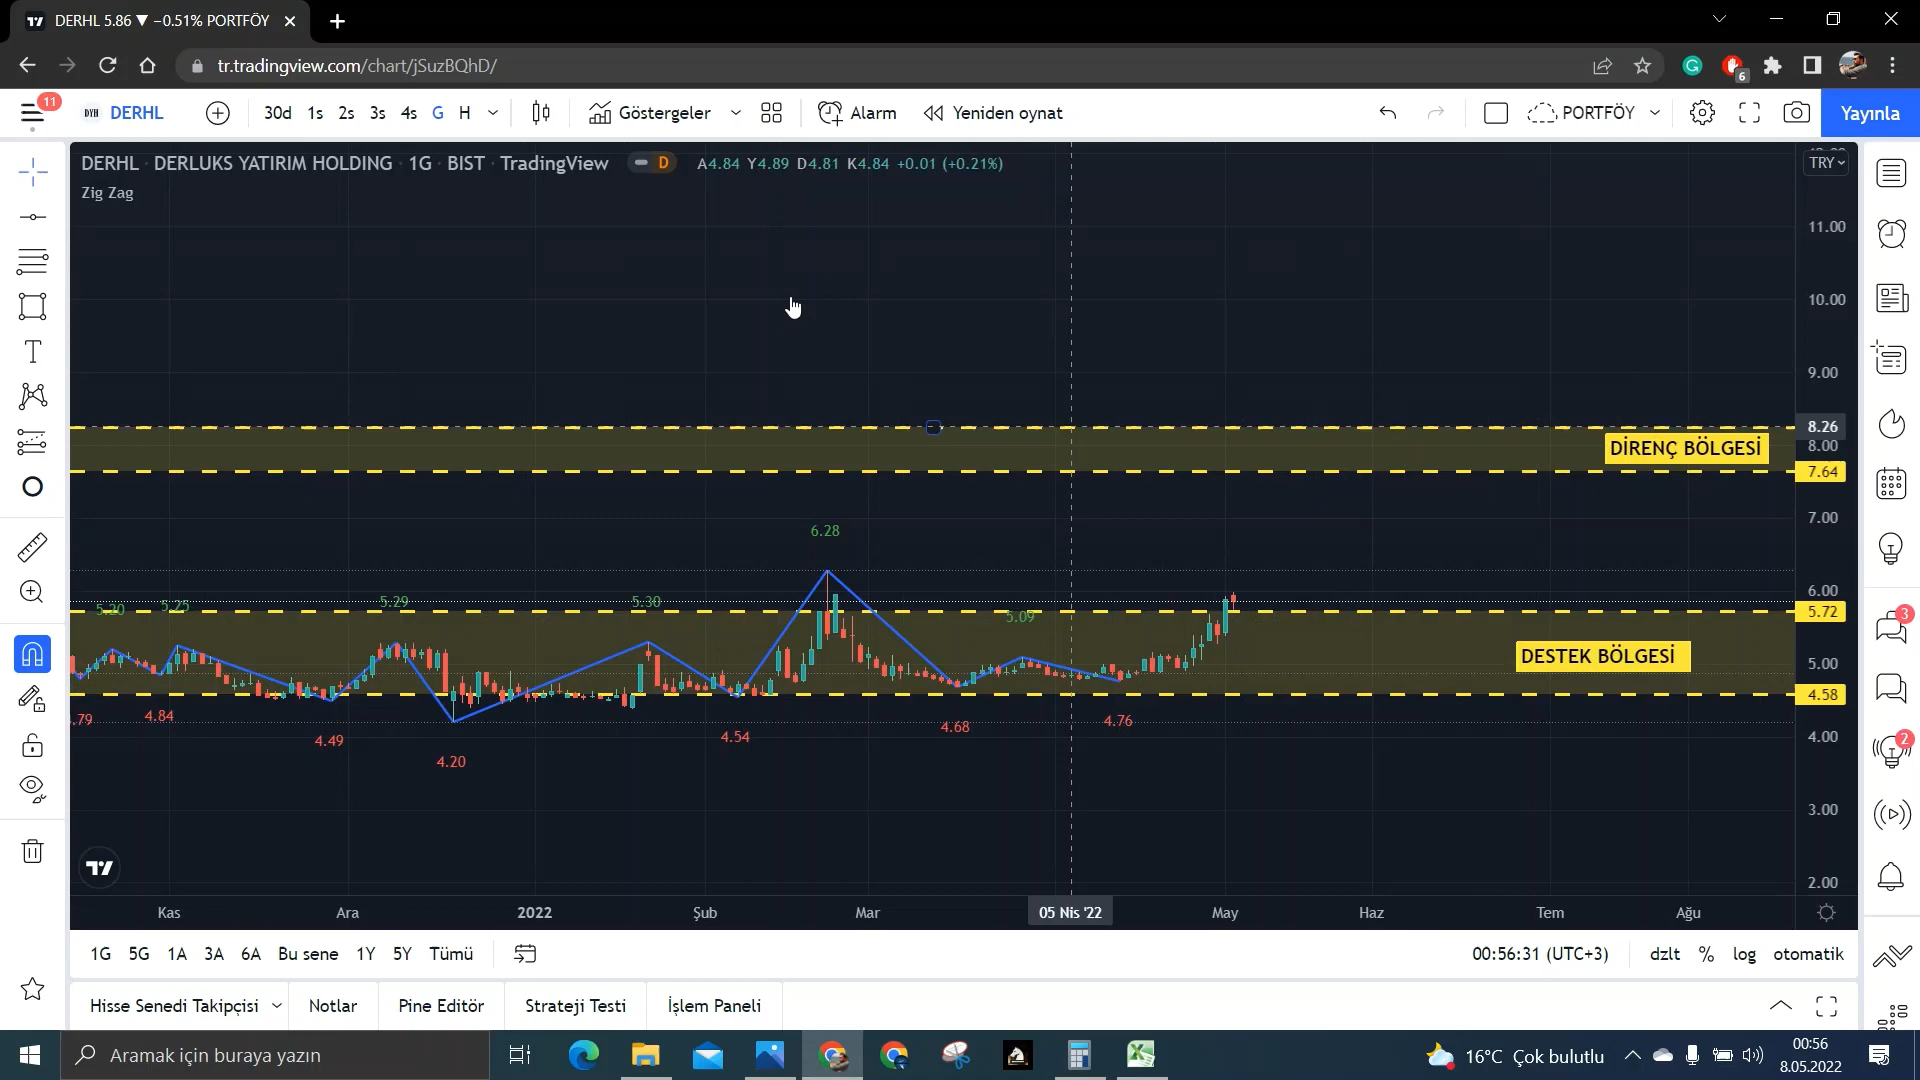 DERHL 5.86 ▼ −0.51% PORTFÖY
tr.tradingview.com/chart/jSuzBQhD/
6
11
DYH DERHL
30d 1s 2s 3s 4s G H
Göstergeler
Alarm
Yeniden oynat
PORTFÖY
Yayınla
DERHL · DERLUKS YATIRIM HOLDING · 1G · BIST · TradingView
D
A4.84 Y4.89 D4.81 K4.84 +0.01 (+0.21%)
TRY
Zig Zag
11.00
10.00
9.00
8.26
8.00
DİRENÇ BÖLGESİ
7.64
7.00
6.28
6.00
5.20
5.25
5.29
5.30
5.09
5.72
DESTEK BÖLGESİ
5.00
4.58
.79
4.84
4.49
4.20
4.54
4.68
4.76
4.00
3.00
2.00
3
2
Kas
Ara
2022
Şub
Mar
05 Nis '22
May
Haz
Tem
Ağu
1G 5G 1A 3A 6A Bu sene 1Y 5Y Tümü
00:56:31 (UTC+3)
dzlt % log otomatik
Hisse Senedi Takipçisi
Notlar
Pine Editör
Strateji Testi
İşlem Paneli
Aramak için buraya yazın
16°C Çok bulutlu
00:56
8.05.2022